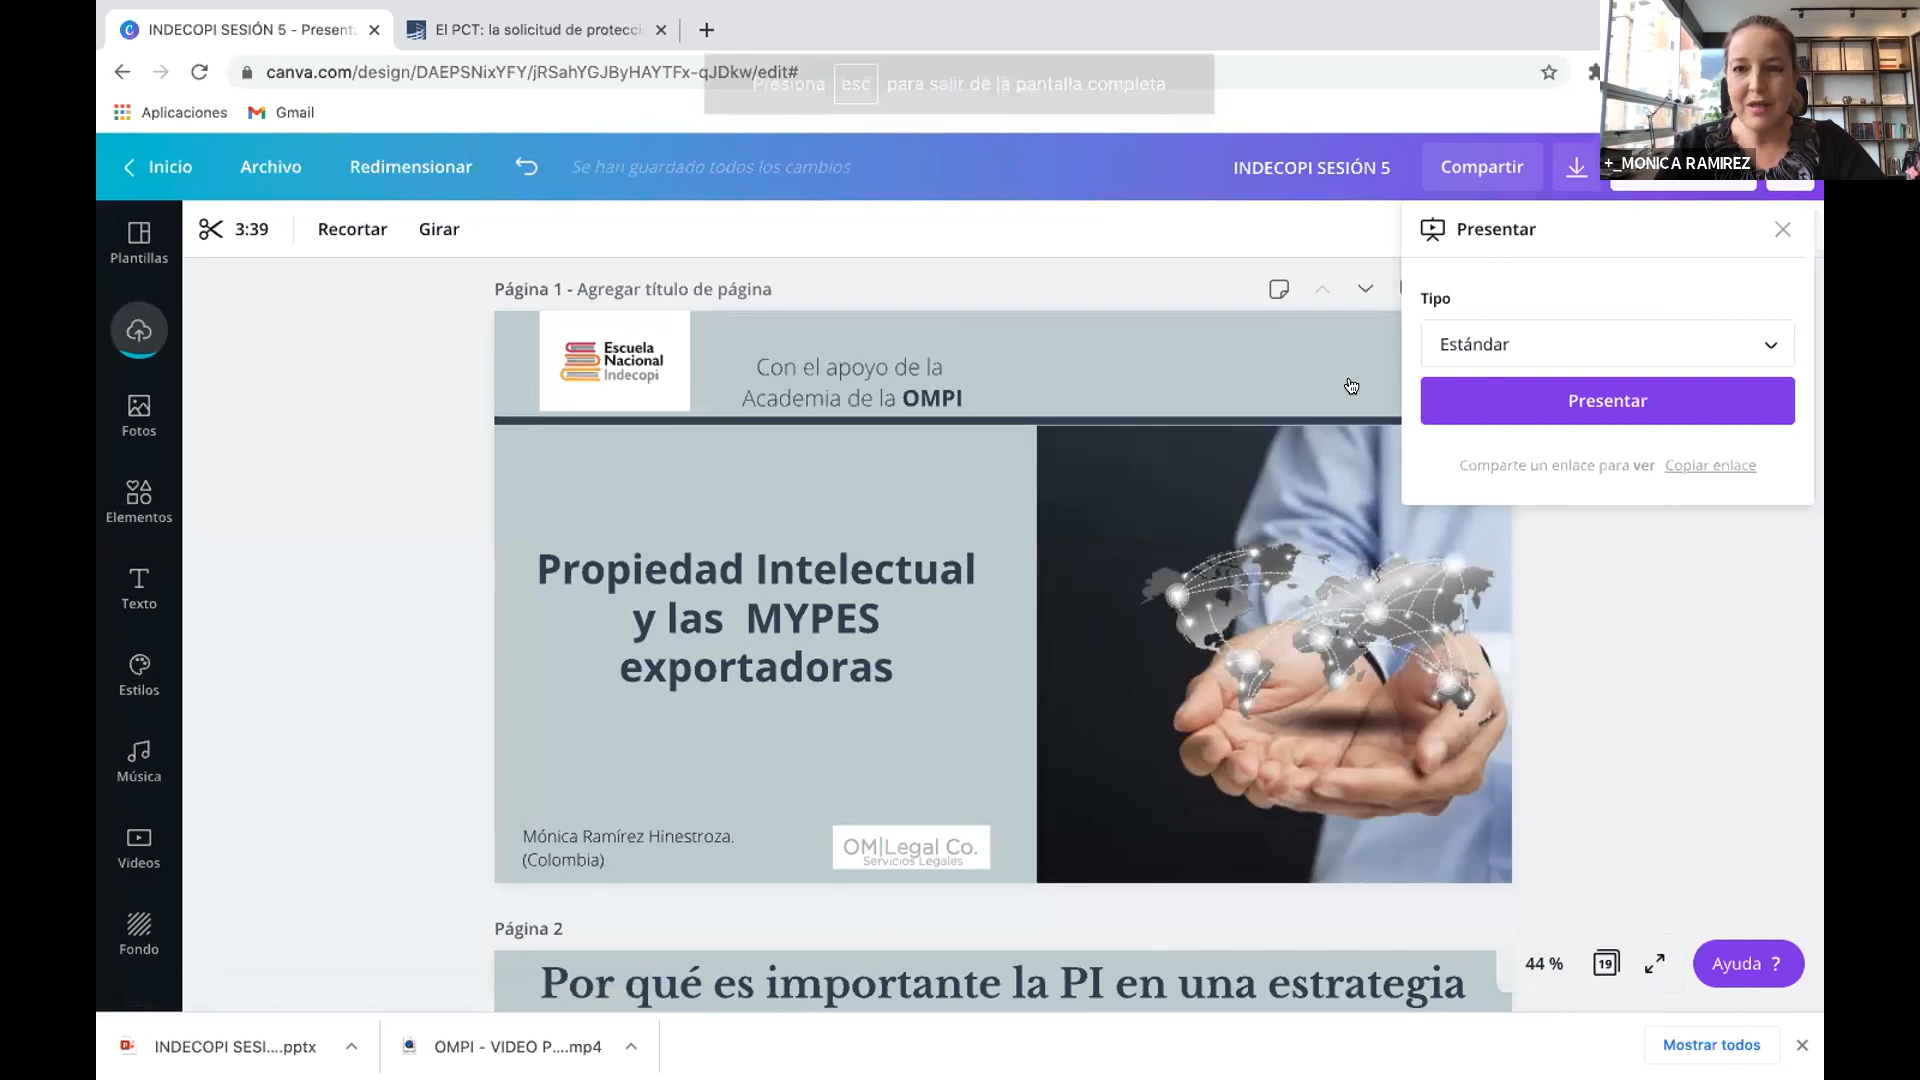 INDECOPI SESIÓN 5 - Present
El PCT: la solicitud de protecci
canva.com/design/DAEPSNixYFY/jRSahYGJByHAYTFx-qJDkw/edit#
Presiona esc para salir de la pantalla completa
Aplicaciones
Gmail
_MONICA RAMIREZ
Inicio
Archivo
Redimensionar
Se han guardado todos los cambios
INDECOPI SESIÓN 5
Compartir
3:39
Recortar
Girar
Presentar
Plantillas
Fotos
Elementos
Texto
Estilos
Música
Videos
Fondo
Página 1 - Agregar título de página
Tipo
Estándar
Presentar
Comparte un enlace para ver Copiar enlace
Escuela
Nacional
Indecopi
Con el apoyo de la
Academia de la OMPI
Propiedad Intelectual
y las MYPES
exportadoras
Mónica Ramírez Hinestroza.
(Colombia)
OM|Legal Co.
Servicios Legales
Página 2
Por qué es importante la PI en una estrategia
44 %
19
Ayuda ?
INDECOPI SESI....pptx
OMPI - VIDEO P....mp4
Mostrar todos